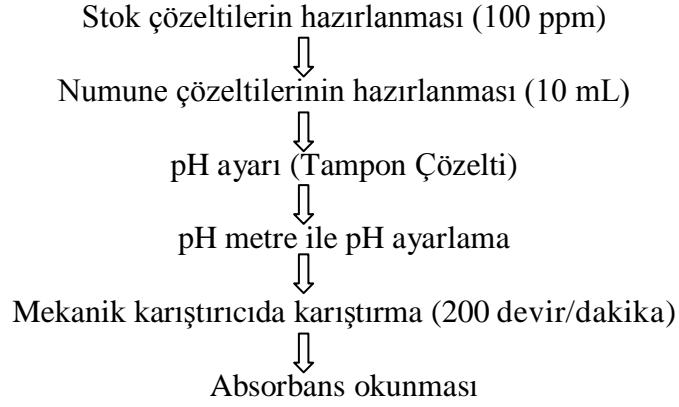 Stok çözeltilerin hazırlanması (100 ppm)
Numune çözeltilerinin hazırlanması (10 mL)
pH ayarı (Tampon Çözelti)
pH metre ile pH ayarlama
Mekanik karıştırıcıda karıştırma (200 devir/dakika)
Absorbans okunması